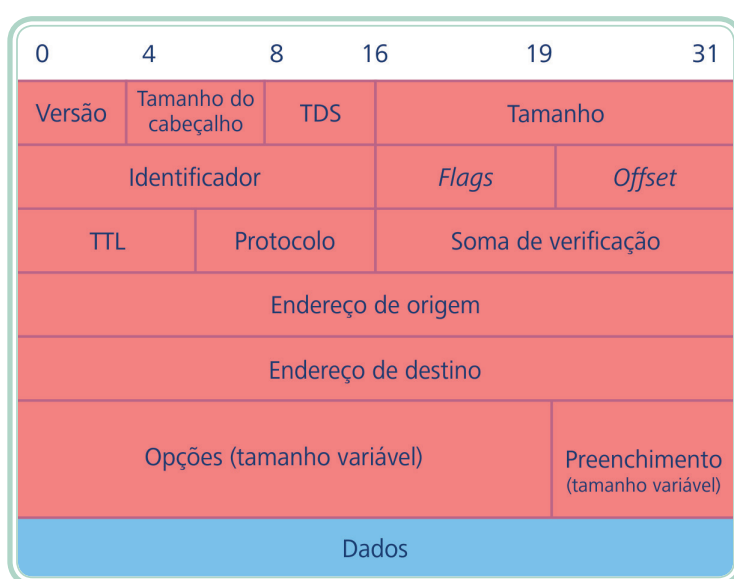 0 4 8 16 19 31
Versão Tamanho do cabeçalho TDS Tamanho
Identificador Flags Offset
TTL Protocolo Soma de verificação
Endereço de origem
Endereço de destino
Opções (tamanho variável) Preenchimento
(tamanho variável)
Dados